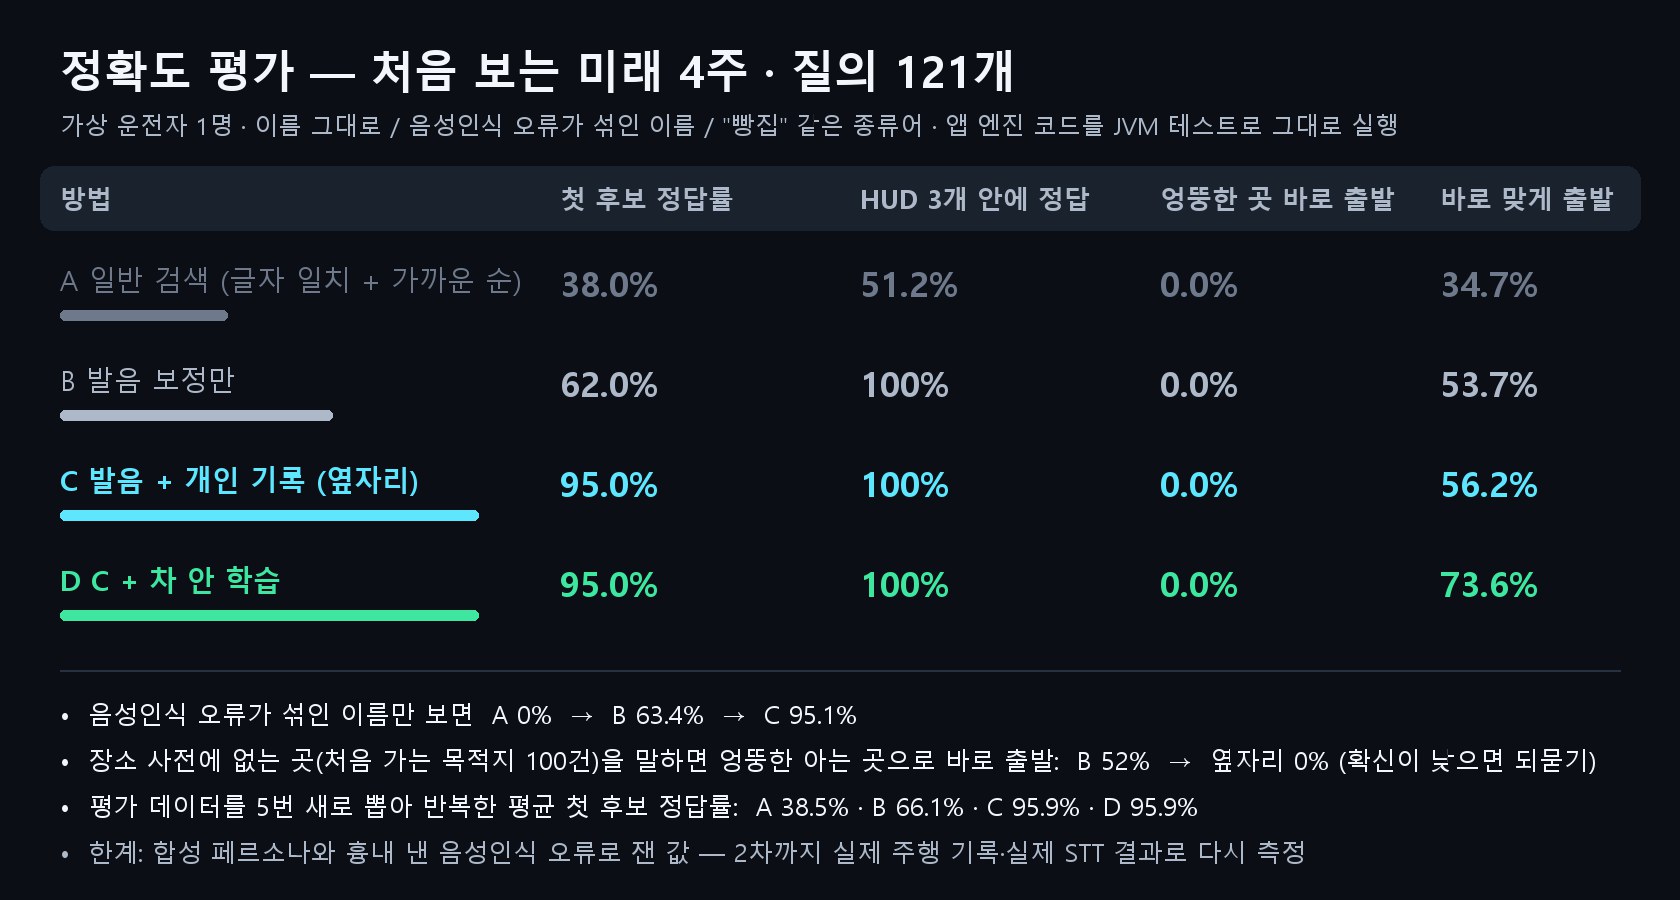 정확도 평가 — 처음 보는 미래 4주 · 질의 121개
가상 운전자 1명 · 이름 그대로 / 음성인식 오류가 섞인 이름 / "빵집" 같은 종류어 · 앱 엔진 코드를 JVM 테스트로 그대로 실행
방법 첫 후보 정답률 HUD 3개 안에 정답 엉뚱한 곳 바로 출발 바로 맞게 출발
A 일반 검색 (글자 일치 + 가까운 순) 38.0% 51.2% 0.0% 34.7%
B 발음 보정만 62.0% 100% 0.0% 53.7%
C 발음 + 개인 기록 (옆자리) 95.0% 100% 0.0% 56.2%
D C + 차 안 학습 95.0% 100% 0.0% 73.6%
• 음성인식 오류가 섞인 이름만 보면 A 0% → B 63.4% → C 95.1%
• 장소 사전에 없는 곳(처음 가는 목적지 100건)을 말하면 엉뚱한 아는 곳으로 바로 출발: B 52% → 옆자리 0% (확신이 낮으면 되묻기)
• 평가 데이터를 5번 새로 뽑아 반복한 평균 첫 후보 정답률: A 38.5% · B 66.1% · C 95.9% · D 95.9%
• 한계: 합성 페르소나와 흉내 낸 음성인식 오류로 잰 값 — 2차까지 실제 주행 기록·실제 STT 결과로 다시 측정